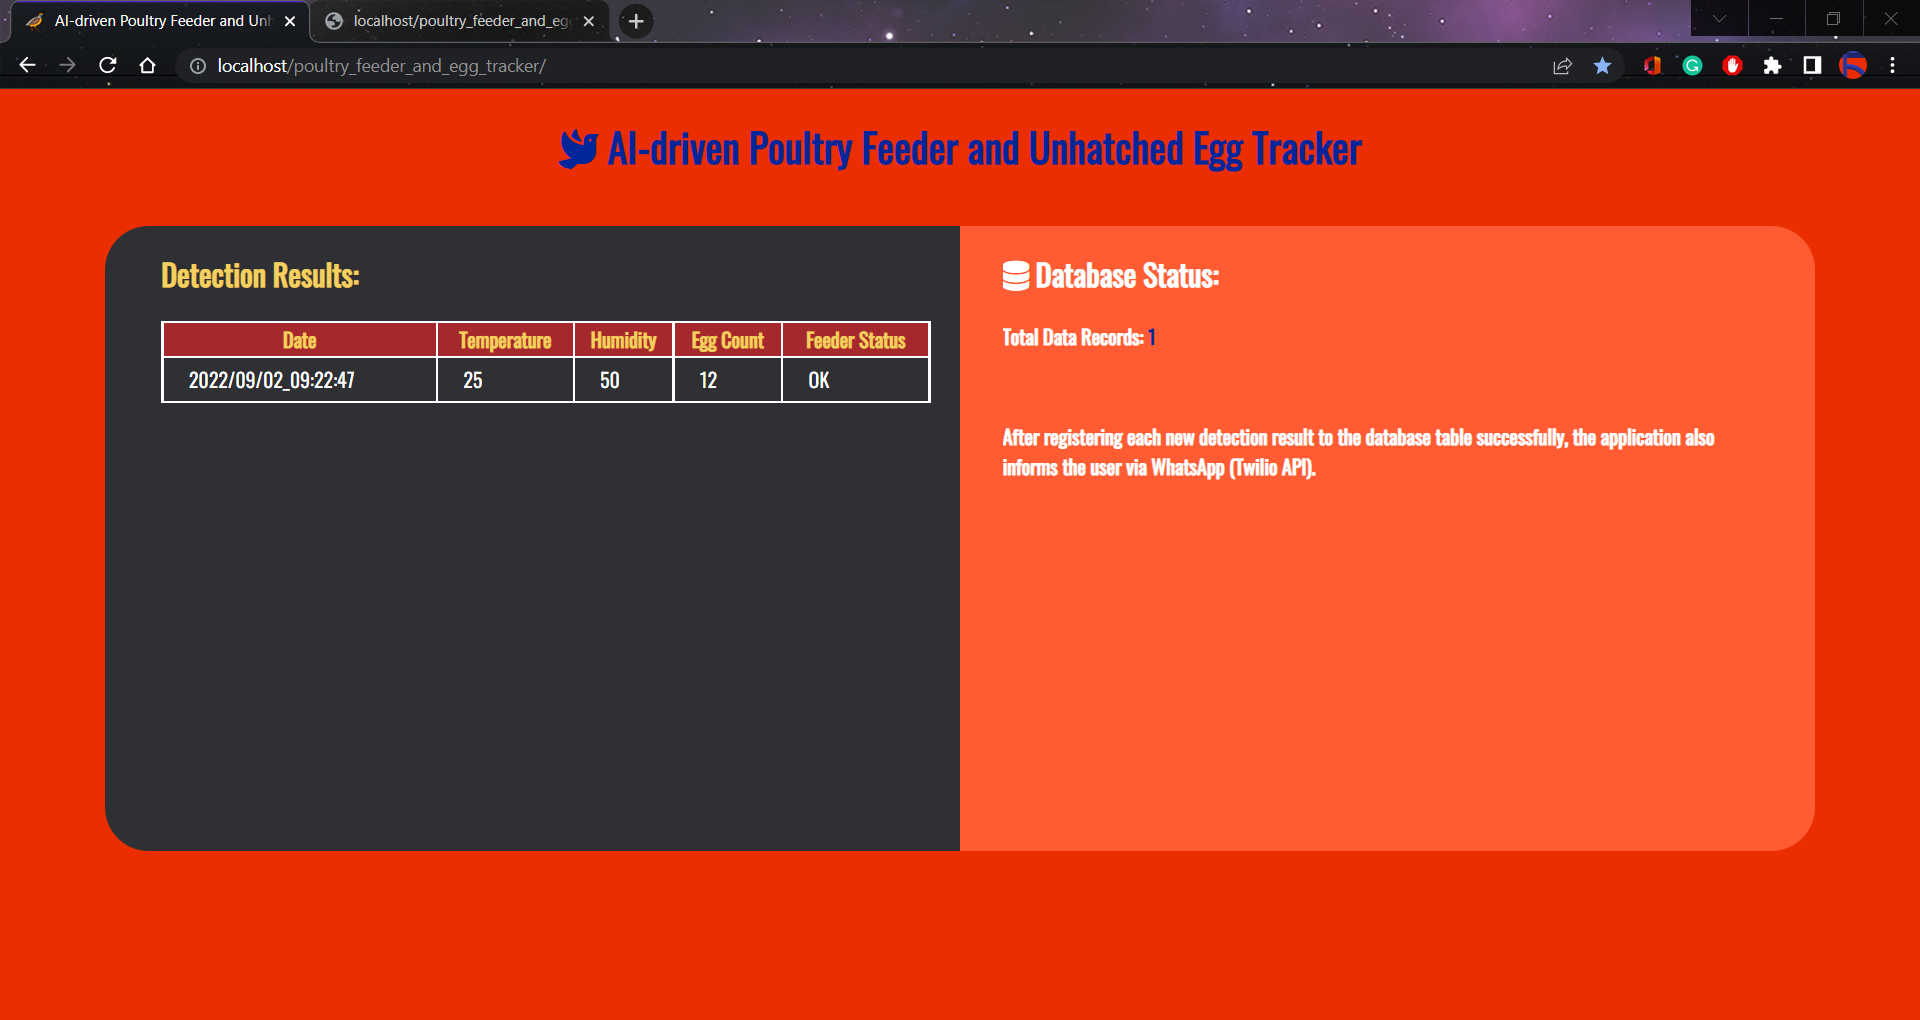 AI-driven Poultry Feeder and Unh
localhost/poultry_feeder_and_eg
localhost/poultry_feeder_and_egg_tracker/
AI-driven Poultry Feeder and Unhatched Egg Tracker
Detection Results:
Date Temperature Humidity Egg Count Feeder Status
2022/09/02_09:22:47 25 50 12 OK
Database Status:
Total Data Records: 1
After registering each new detection result to the database table successfully, the application also
informs the user via WhatsApp (Twilio API).